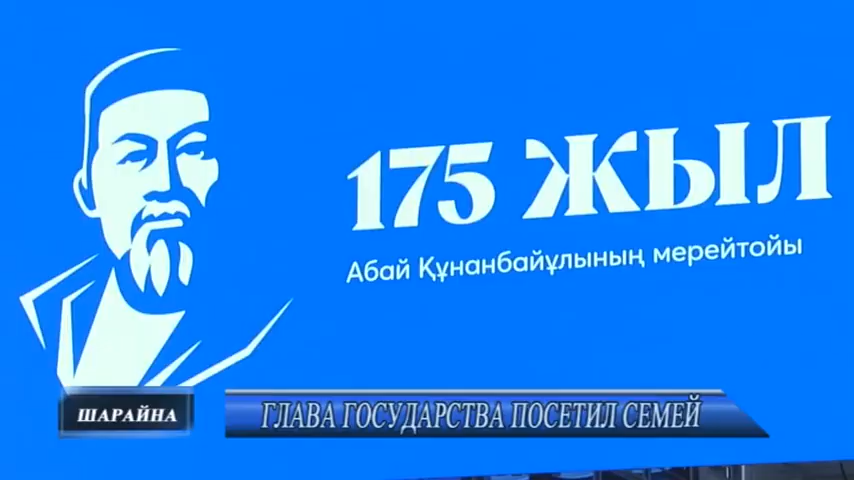 175 ЖЫЛ
Абай Құнанбайұлының мерейтойы
ШАРАЙНА
ГЛАВА ГОСУДАРСТВА ПОСЕТИЛ СЕМЕЙ